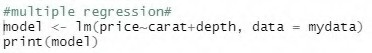 #multiple regression#
model <- lm(price~carat+depth, data = mydata)
print(model)